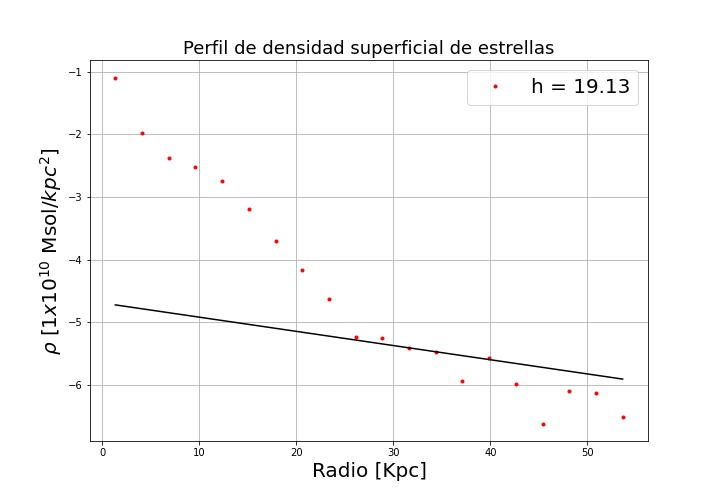 Perfil de densidad superficial de estrellas
h = 19.13
ρ [1x10¹⁰ Msol/kpc²]
−1
−2
−3
−4
−5
−6
0 10 20 30 40 50
Radio [Kpc]